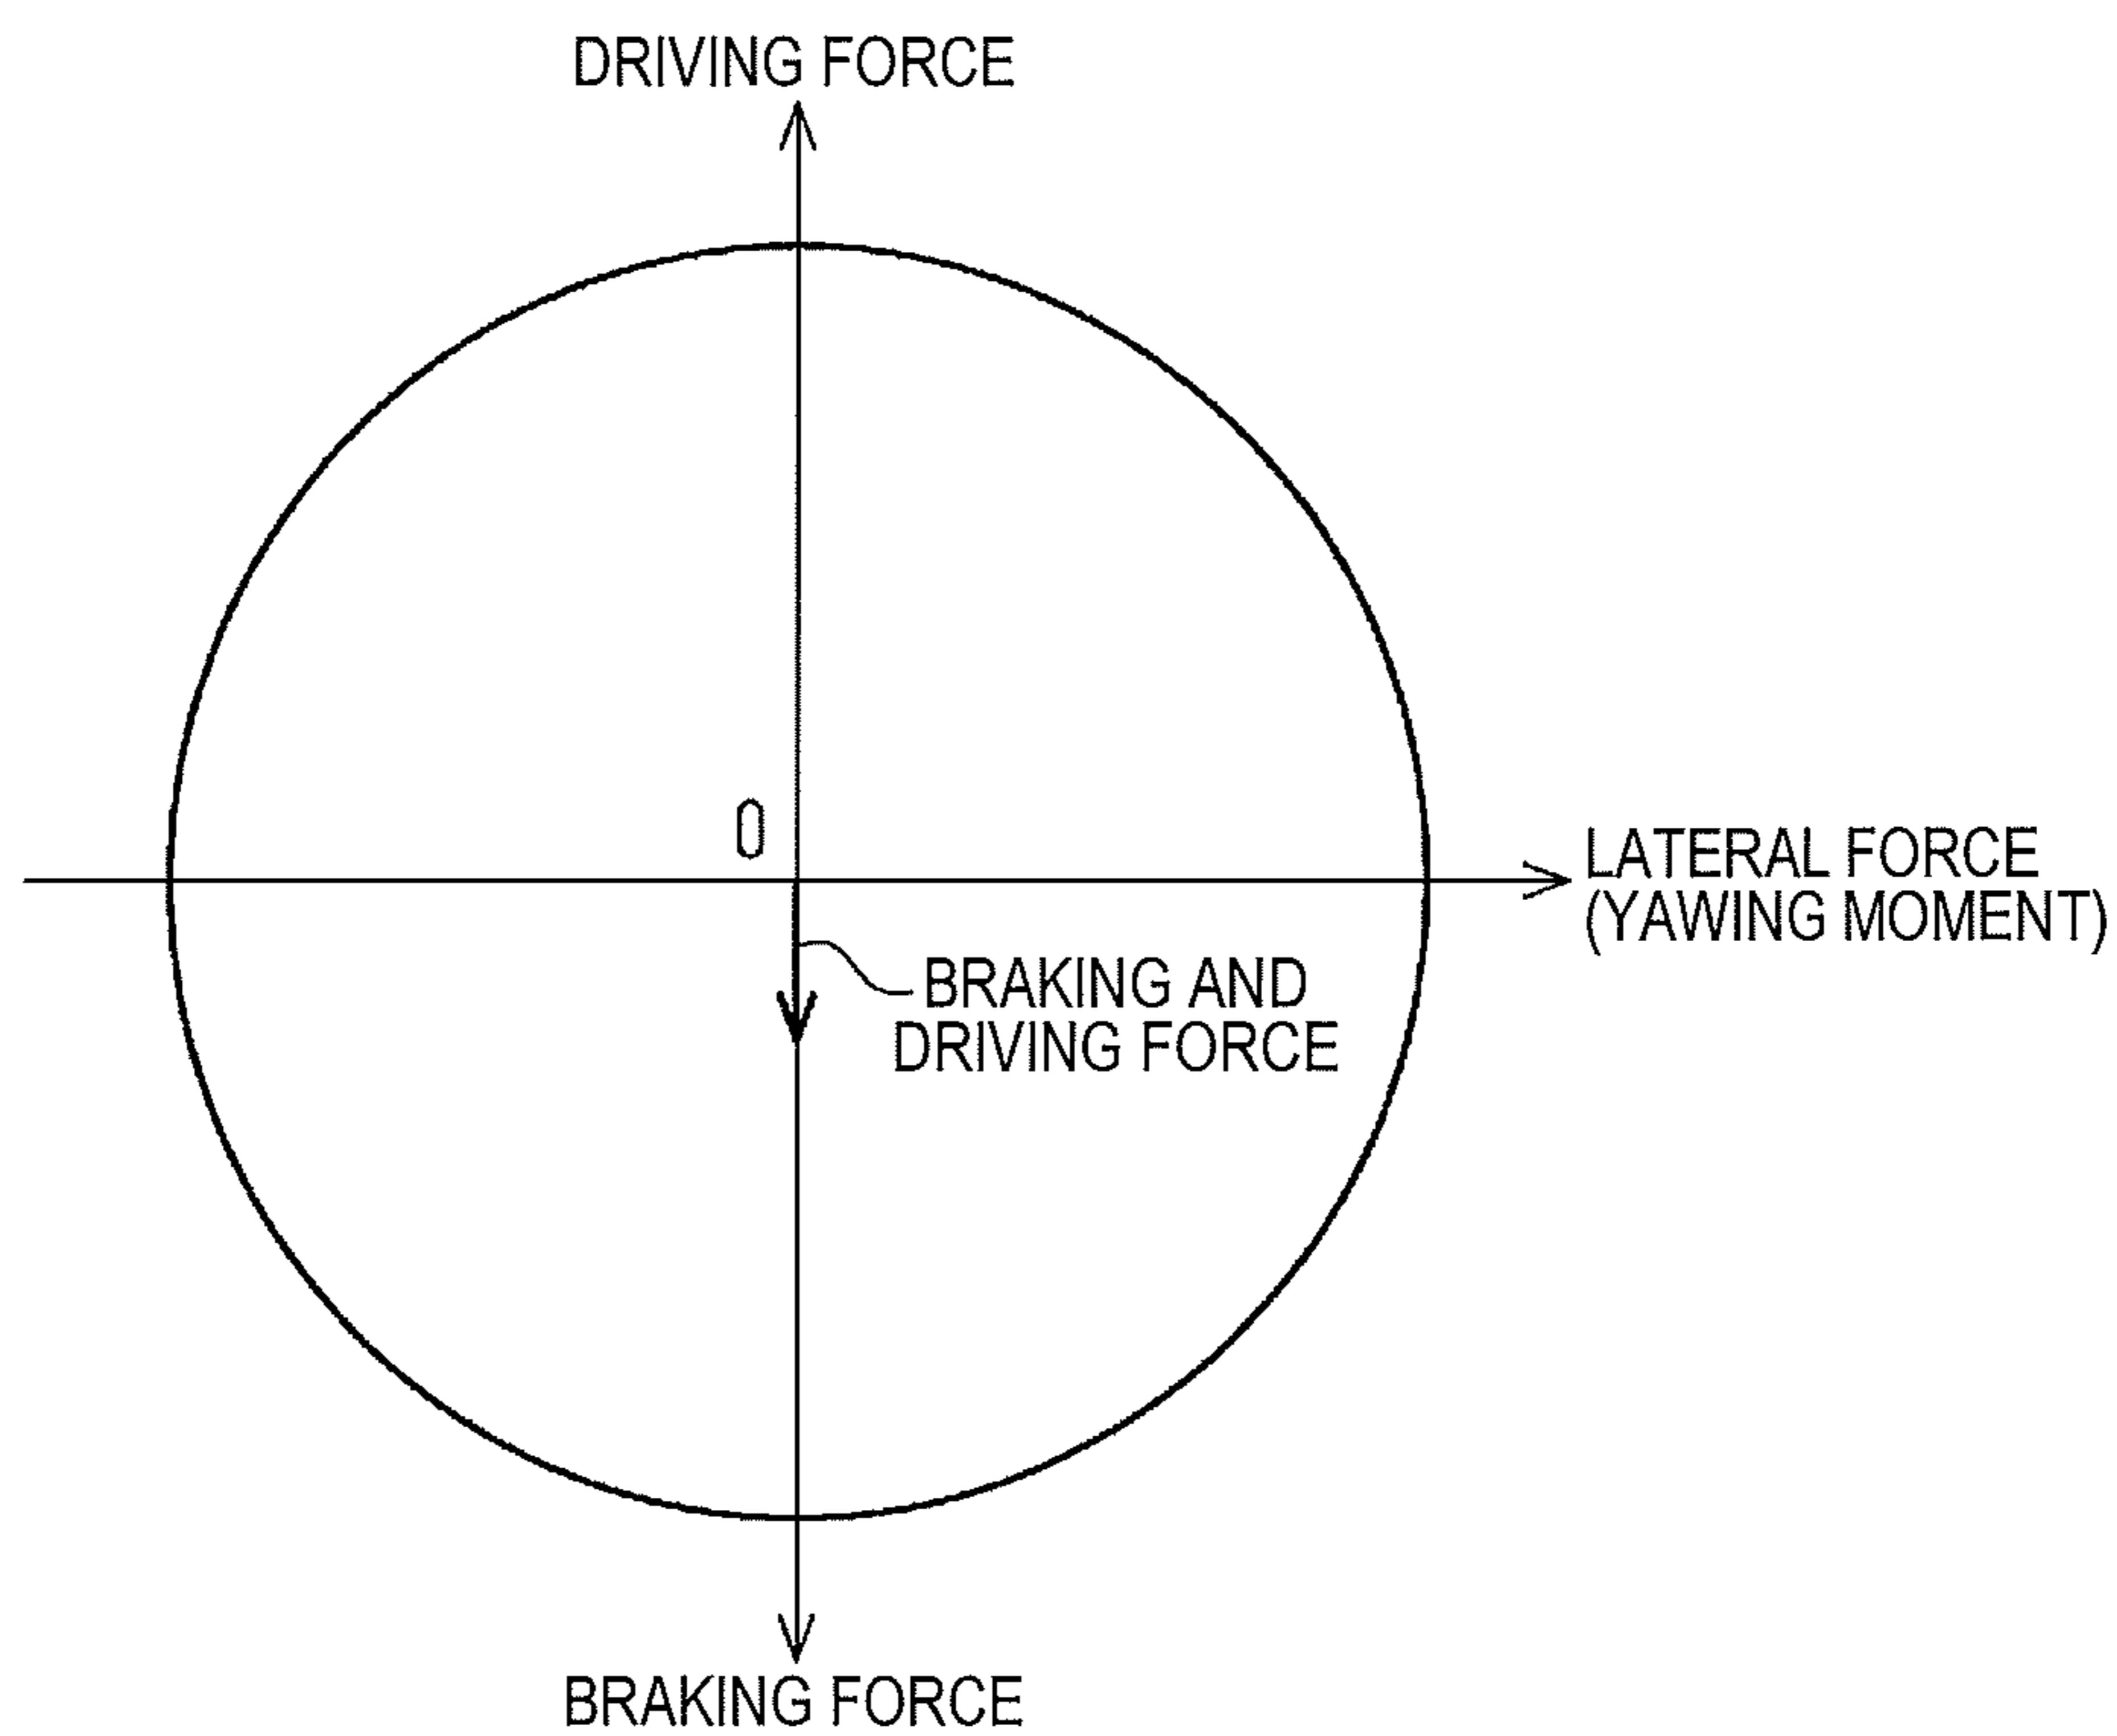 DRIVING FORCE
0
LATERAL FORCE
(YAWING MOMENT)
BRAKING AND
DRIVING FORCE
BRAKING FORCE